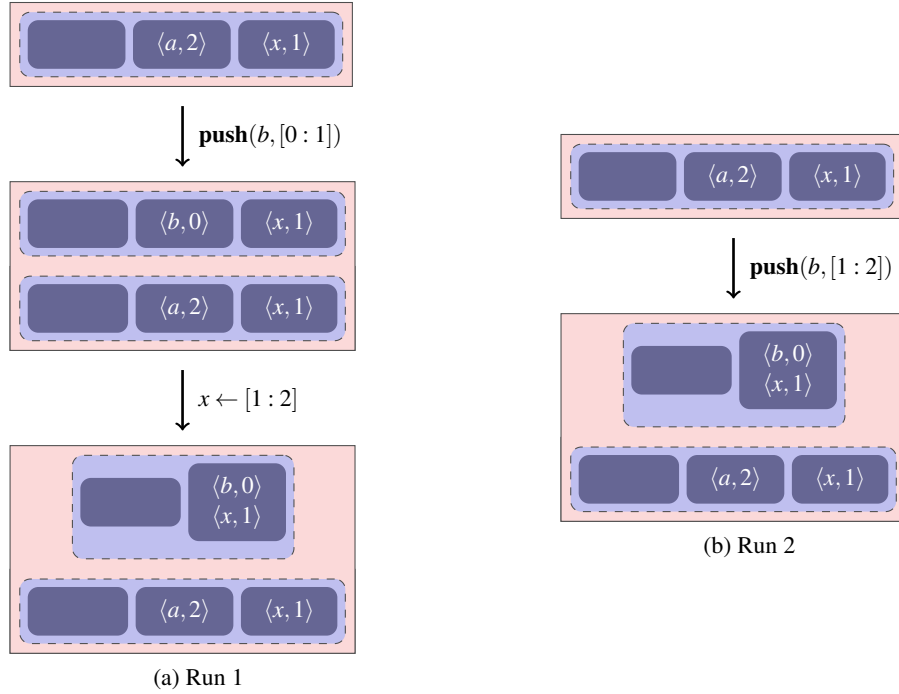 ⟨a,2⟩ ⟨x,1⟩
push(b,[0 : 1])
⟨b,0⟩ ⟨x,1⟩
⟨a,2⟩ ⟨x,1⟩
x ← [1 : 2]
⟨b,0⟩
⟨x,1⟩
⟨a,2⟩ ⟨x,1⟩
(a) Run 1
⟨a,2⟩ ⟨x,1⟩
push(b,[1 : 2])
⟨b,0⟩
⟨x,1⟩
⟨a,2⟩ ⟨x,1⟩
(b) Run 2